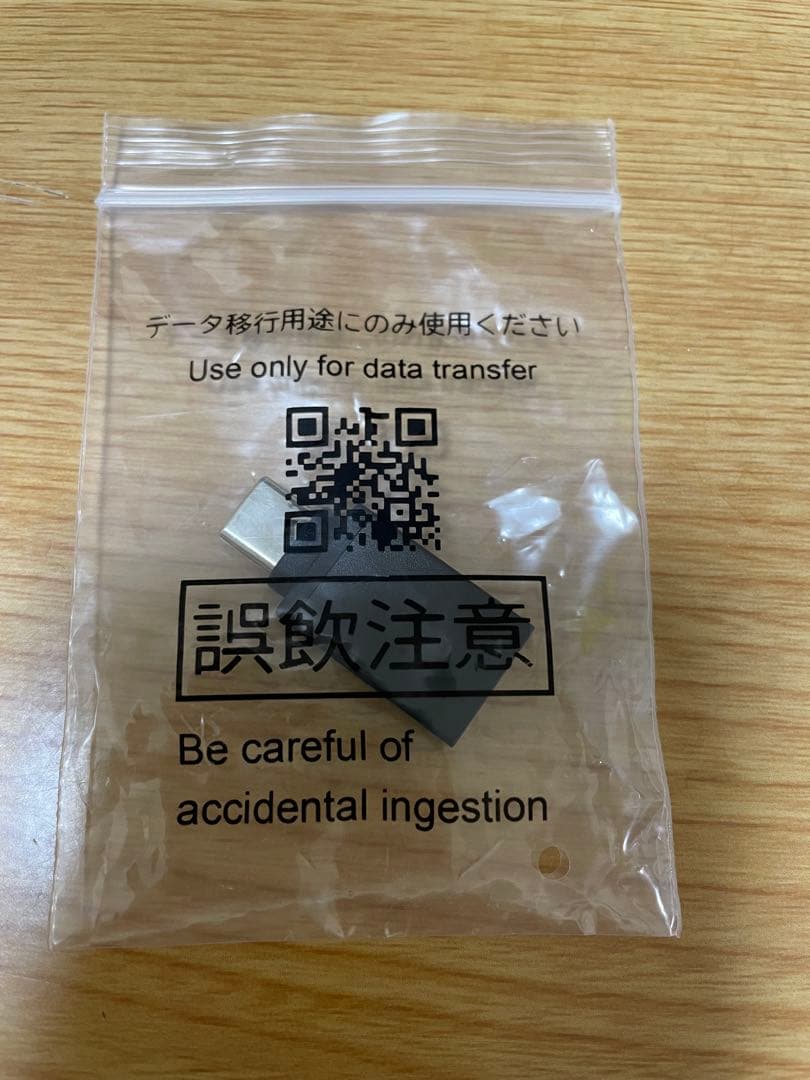 データ移行用途にのみ使用ください
Use only for data transfer
誤飲注意
Be careful of
accidental ingestion